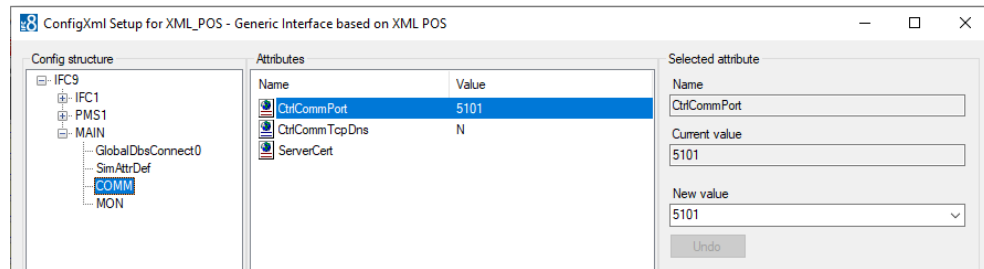 ConfigXml Setup for XML_POS - Generic Interface based on XML POS
Config structure
IFC9
IFC1
PMS1
MAIN
GlobalDbsConnect0
SimAttrDef
COMM
MON
Attributes
Name Value
CtrlCommPort 5101
CtrlCommTcpDns N
ServerCert
Selected attribute
Name
CtrlCommPort
Current value
5101
New value
5101
Undo